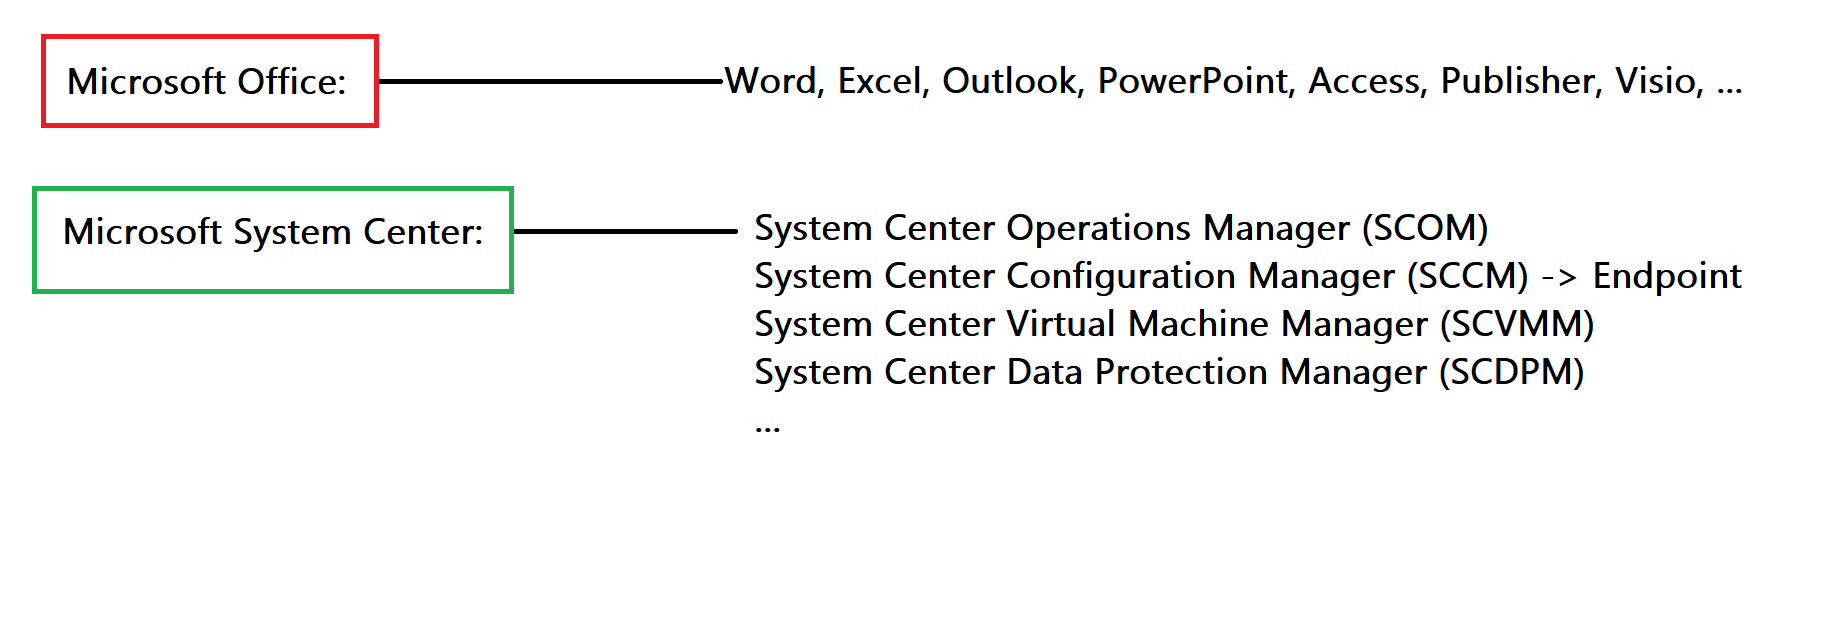 Microsoft Office: Word, Excel, Outlook, PowerPoint, Access, Publisher, Visio, ...
Microsoft System Center: System Center Operations Manager (SCOM)
System Center Configuration Manager (SCCM) -> Endpoint
System Center Virtual Machine Manager (SCVMM)
System Center Data Protection Manager (SCDPM)
...